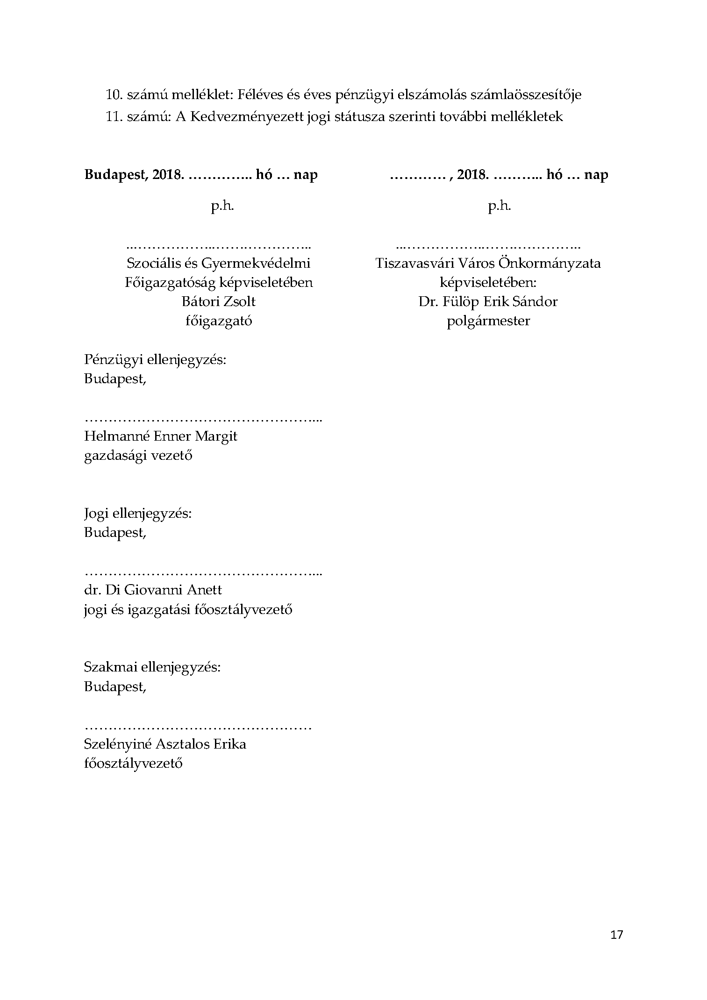 10. számú melléklet: Féléves és éves pénzügyi elszámolás számlaösszesítője
11. számú: A Kedvezményezett jogi státusza szerinti további mellékletek
Budapest, 2018. ………….. hó … nap
………… , 2018. ……….. hó … nap
p.h.
p.h.
...……………..…….…………..
...……………..…….…………..
Szociális és Gyermekvédelmi
Főigazgatóság képviseletében
Bátori Zsolt
főigazgató
Tiszavasvári Város Önkormányzata
képviseletében:
Dr. Fülöp Erik Sándor
polgármester
Pénzügyi ellenjegyzés:
Budapest,
…………………………………………...
Helmanné Enner Margit
gazdasági vezető
Jogi ellenjegyzés:
Budapest,
…………………………………………...
dr. Di Giovanni Anett
jogi és igazgatási főosztályvezető
Szakmai ellenjegyzés:
Budapest,
…………………………………………
Szelényiné Asztalos Erika
főosztályvezető
17